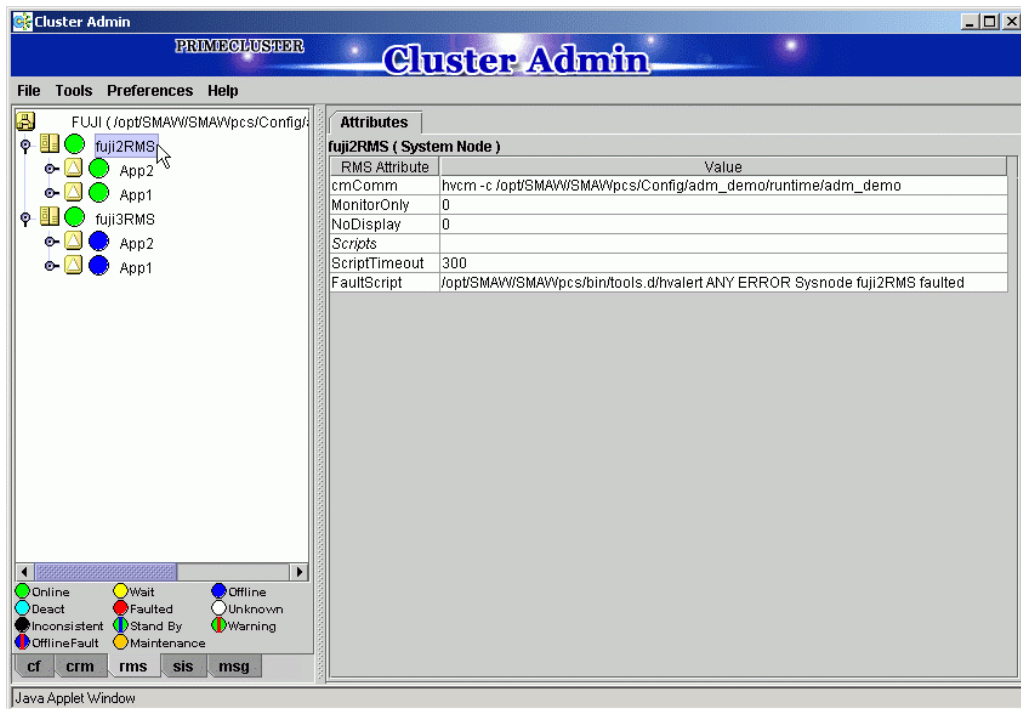 Cluster Admin
PRIMECLUSTER
Cluster Admin
File Tools Preferences Help
FUJI (/opt/SMAW/SMAWpcs/Config/
fuji2RMS
App2
App1
fuji3RMS
App2
App1
Online Wait Offline
Deact Faulted Unknown
Inconsistent Stand By Warning
OfflineFault Maintenance
cf crm rms sis msg
Attributes
fuji2RMS ( System Node )
RMS Attribute Value
cmComm hvcm -c /opt/SMAW/SMAWpcs/Config/adm_demo/runtime/adm_demo
MonitorOnly 0
NoDisplay 0
Scripts
ScriptTimeout 300
FaultScript /opt/SMAW/SMAWpcs/bin/tools.d/hvalert ANY ERROR Sysnode fuji2RMS faulted
Java Applet Window